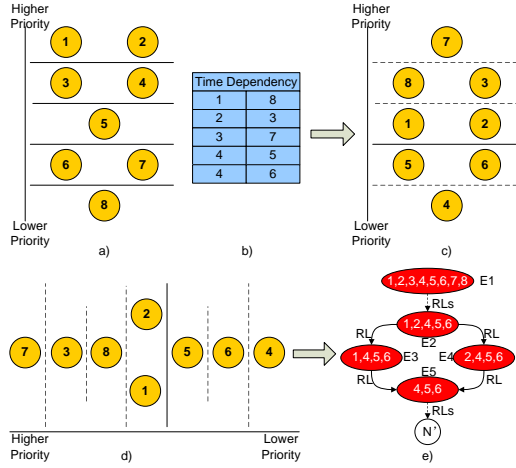 Higher
Priority
1 2
3 4
5
6 7
8
Lower
Priority
a)
Time Dependency
1 8
2 3
3 7
4 5
4 6
b)
Higher
Priority
7
8 3
1 2
5 6
4
Lower
Priority
c)
2
7 3 8 5 6 4
1
Higher
Priority
Lower
Priority
d)
1,2,3,4,5,6,7,8 E1
RLs
1,2,4,5,6
RL E2 RL
1,4,5,6 E3 E4 2,4,5,6
RL E5 RL
4,5,6
RLs
N'
e)